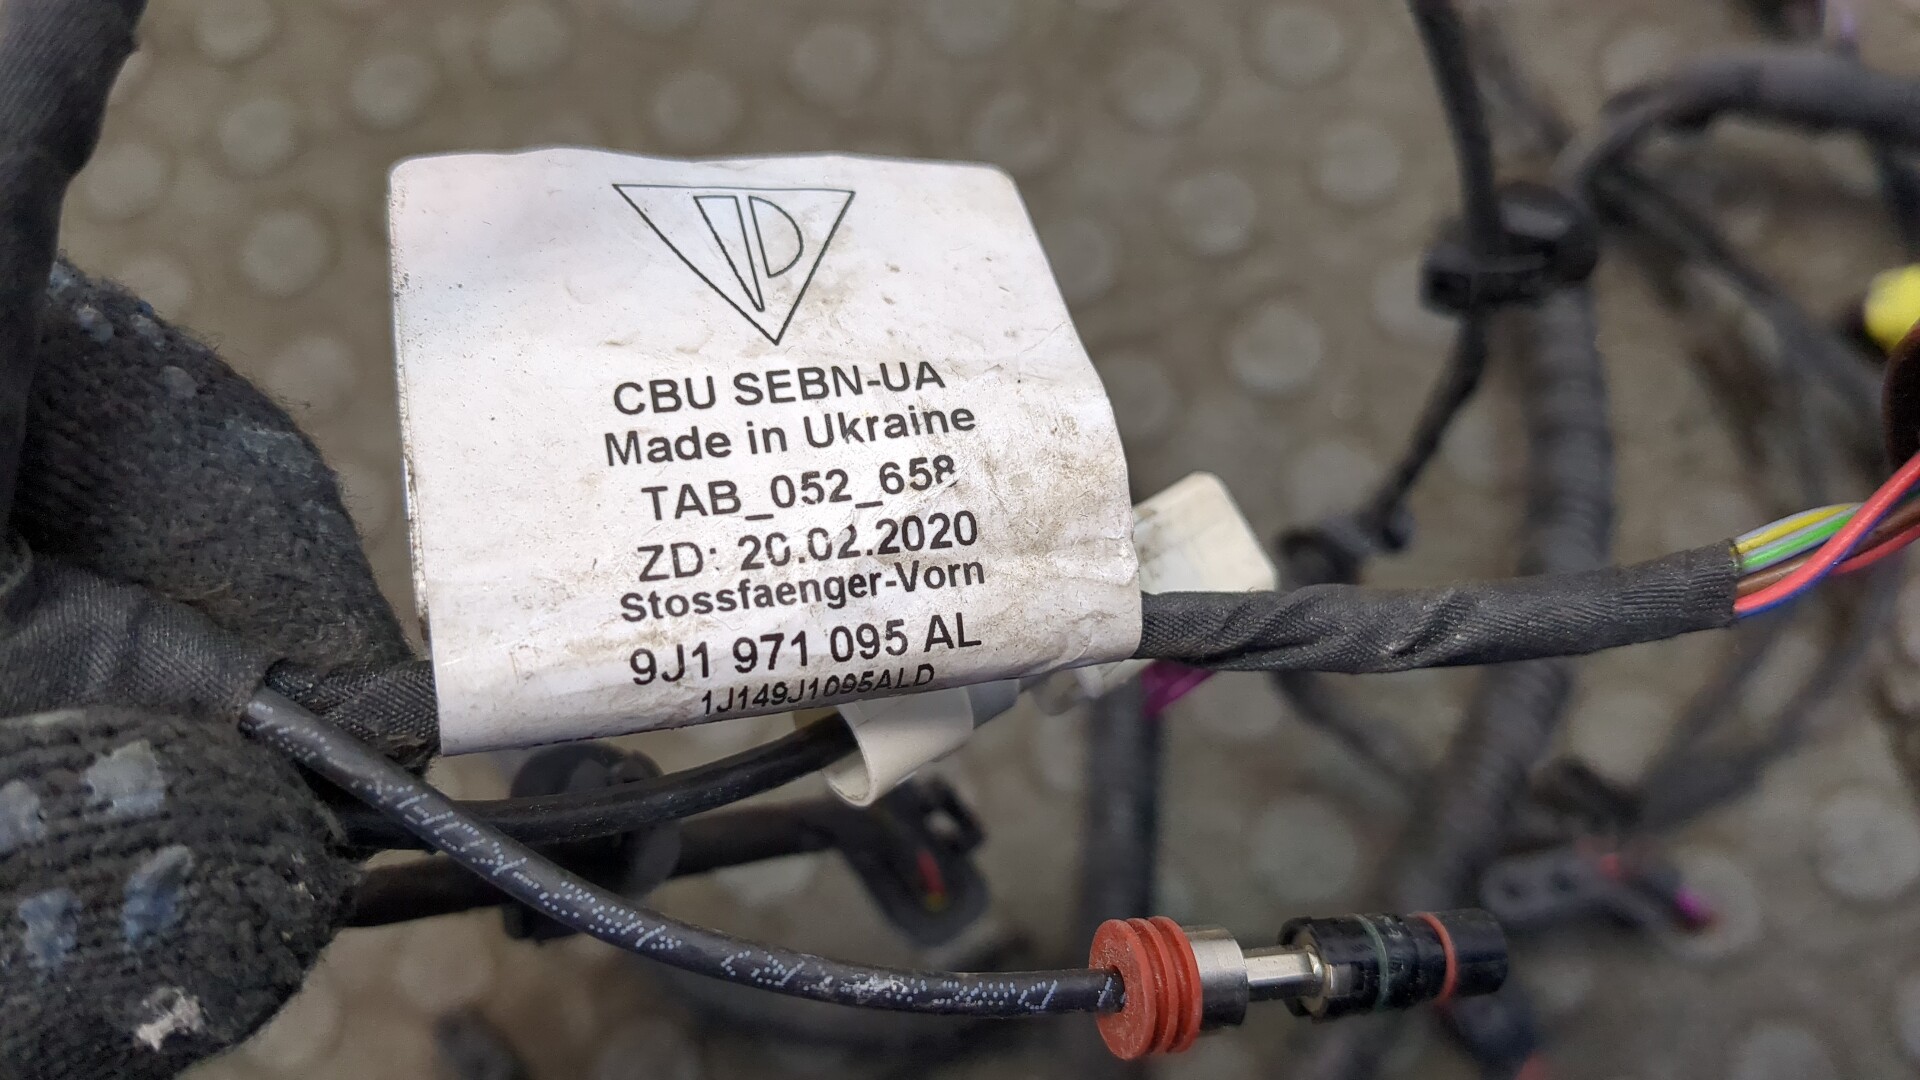 CBU SEBN-UA
Made in Ukraine
TAB_052_658
ZD: 20.02.2020
Stossfaenger-Vorn
9J1 971 095 AL
1J149J1095ALD